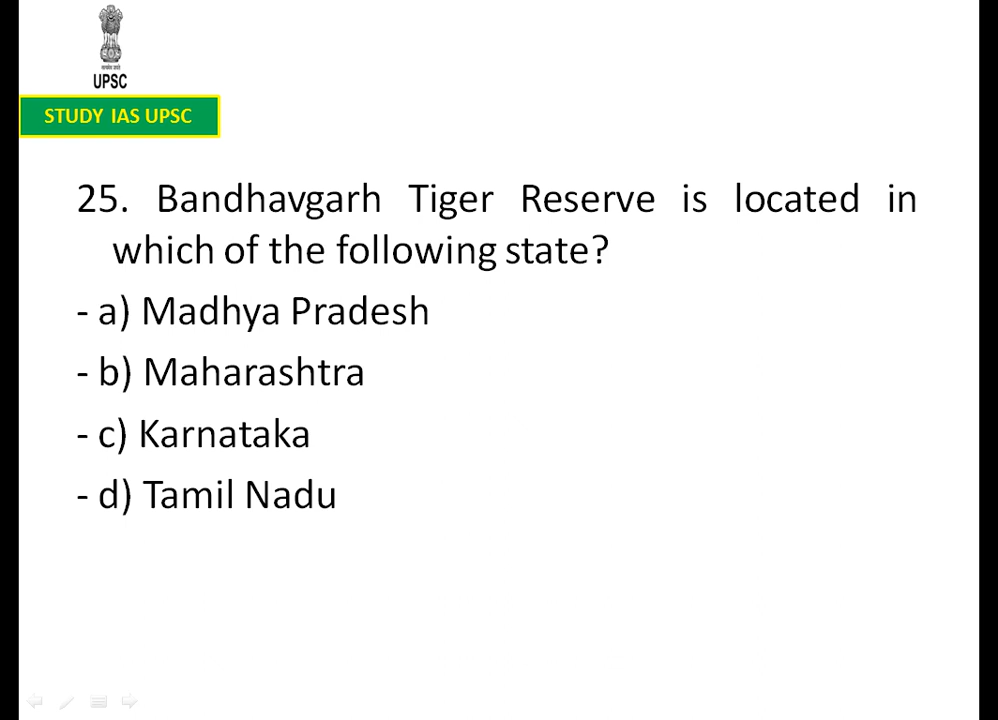 UPSC
STUDY IAS UPSC
25. Bandhavgarh Tiger Reserve is located in
which of the following state?
- a) Madhya Pradesh
- b) Maharashtra
- c) Karnataka
- d) Tamil Nadu